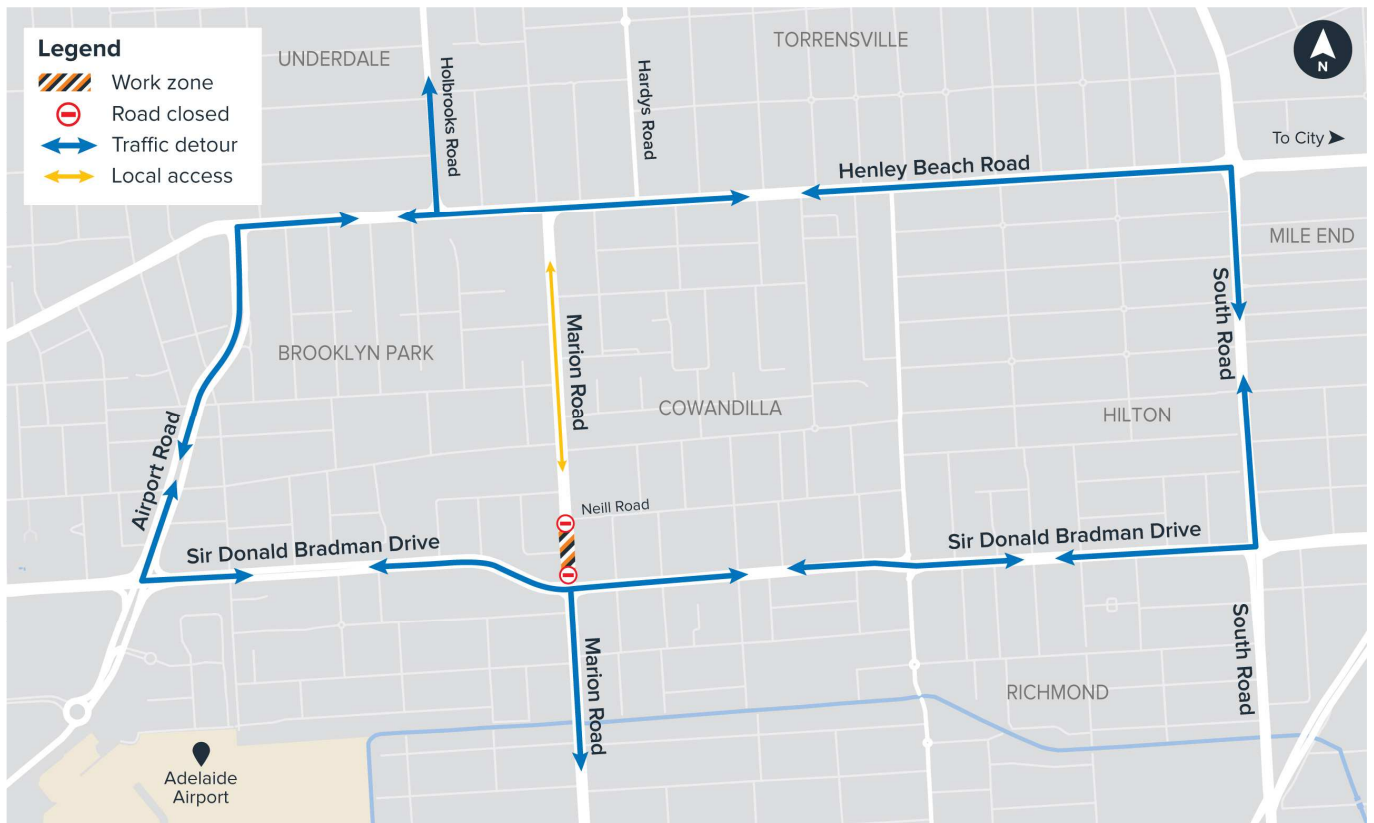 Legend
Work zone
Road closed
Traffic detour
Local access
UNDERDALE
TORRENSVILLE
N
Holbrooks Road
Hardys Road
To City
Henley Beach Road
MILE END
South Road
BROOKLYN PARK
Marion Road
COWANDILLA
HILTON
Airport Road
Neill Road
Sir Donald Bradman Drive
Sir Donald Bradman Drive
Marion Road
South Road
RICHMOND
Adelaide
Airport